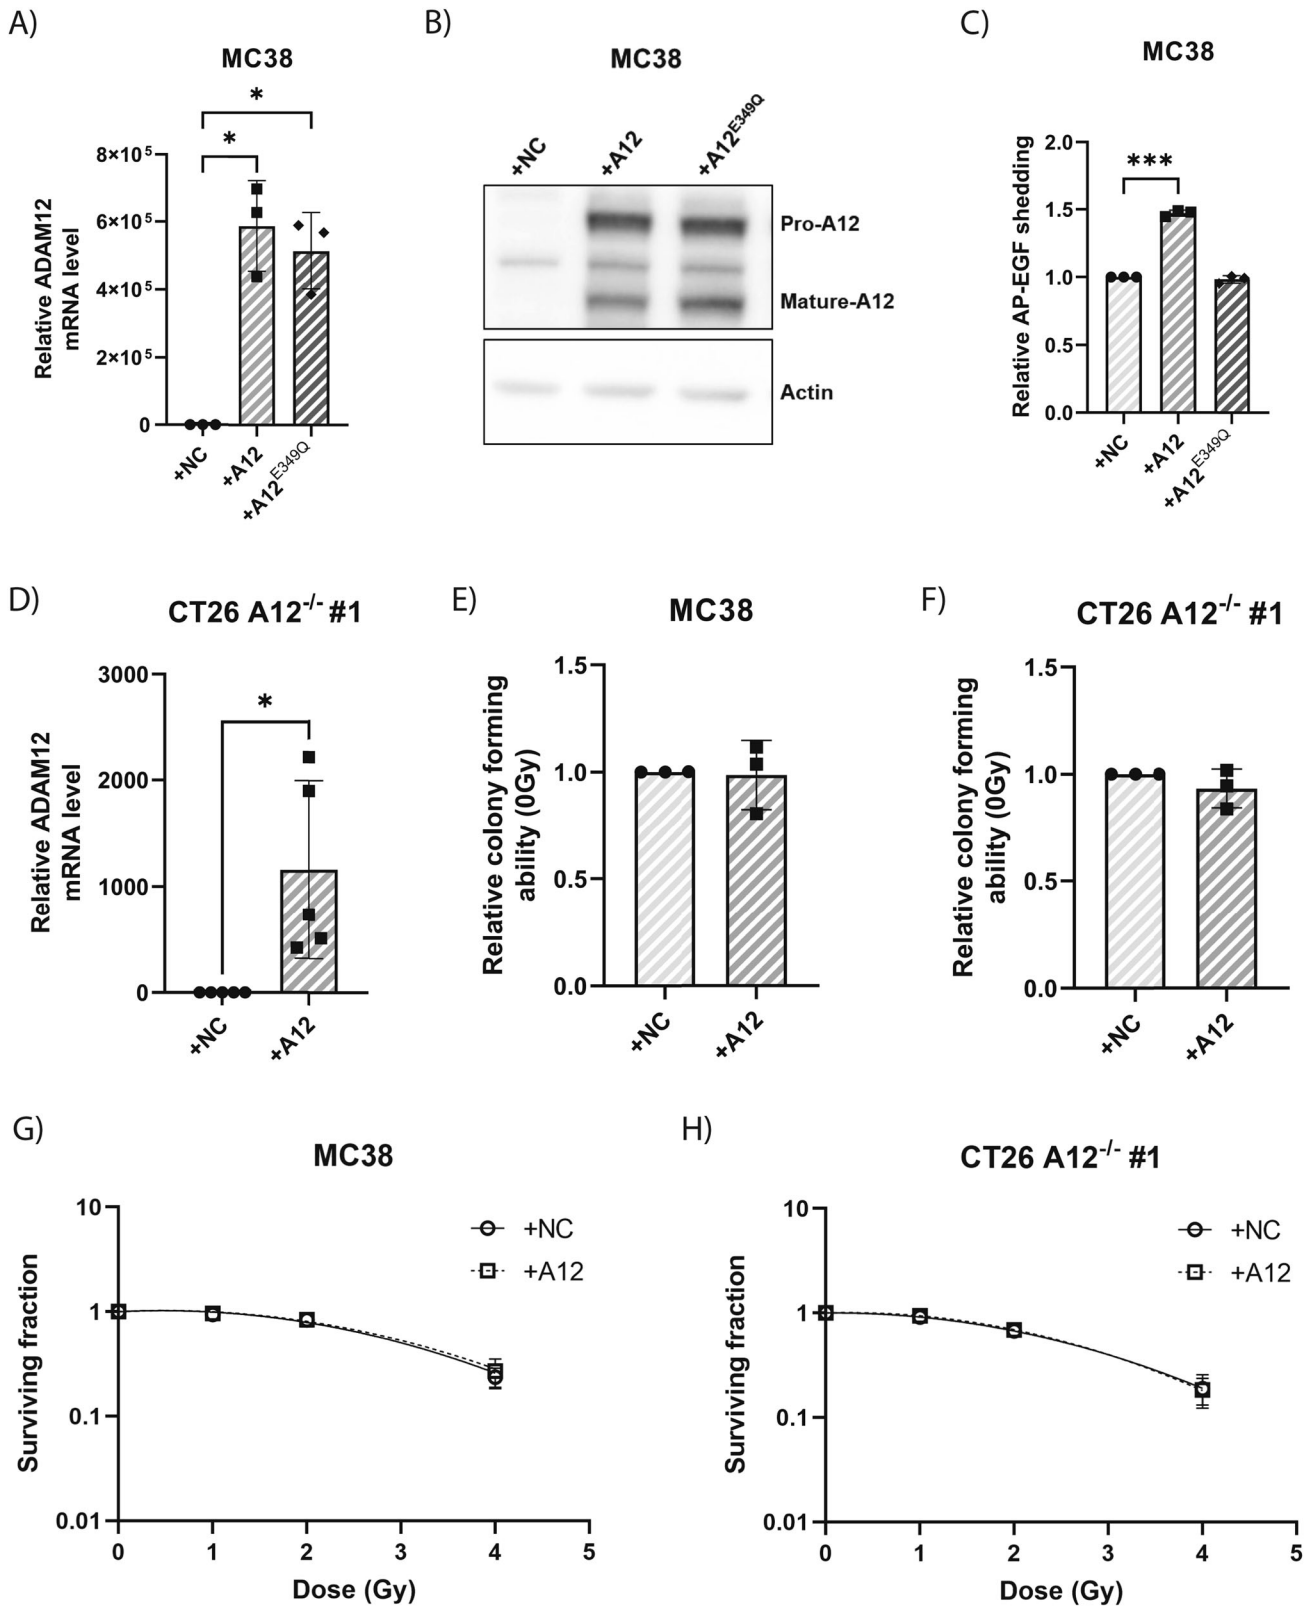 A)
MC38
*
*
Relative ADAM12
mRNA level
8×10⁵
6×10⁵
4×10⁵
2×10⁵
0
+NC
+A12
+A12ᴱ³⁴⁹Q
B)
MC38
+NC
+A12
+A12ᴱ³⁴⁹Q
Pro-A12
Mature-A12
Actin
C)
MC38
***
Relative AP-EGF shedding
2.0
1.5
1.0
0.5
0.0
+NC
+A12
+A12ᴱ³⁴⁹Q
D)
CT26 A12⁻/⁻ #1
*
Relative ADAM12
mRNA level
3000
2000
1000
0
+NC
+A12
E)
MC38
Relative colony forming
ability (0Gy)
1.5
1.0
0.5
0.0
+NC
+A12
F)
CT26 A12⁻/⁻ #1
Relative colony forming
ability (0Gy)
1.5
1.0
0.5
0.0
+NC
+A12
G)
MC38
Surviving fraction
10
1
0.1
0.01
0 1 2 3 4 5
Dose (Gy)
+NC
+A12
H)
CT26 A12⁻/⁻ #1
Surviving fraction
10
1
0.1
0.01
0 1 2 3 4 5
Dose (Gy)
+NC
+A12